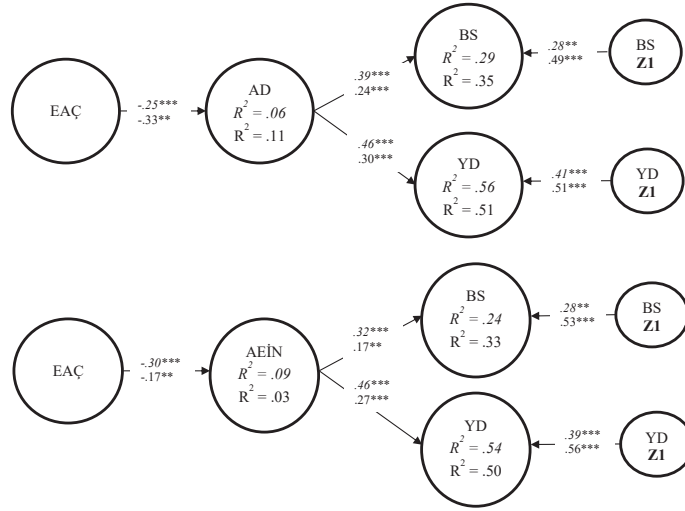 EAÇ
-.25***
-.33**
AD
R² = .06
R² = .11
.39***
.24***
BS
R² = .29
R² = .35
.28**
.49***
BS
Z1
.46***
.30***
YD
R² = .56
R² = .51
.41***
.51***
YD
Z1
EAÇ
-.30***
-.17**
AEİN
R² = .09
R² = .03
.32***
.17**
BS
R² = .24
R² = .33
.28**
.53***
BS
Z1
.46***
.27***
YD
R² = .54
R² = .50
.39***
.56***
YD
Z1